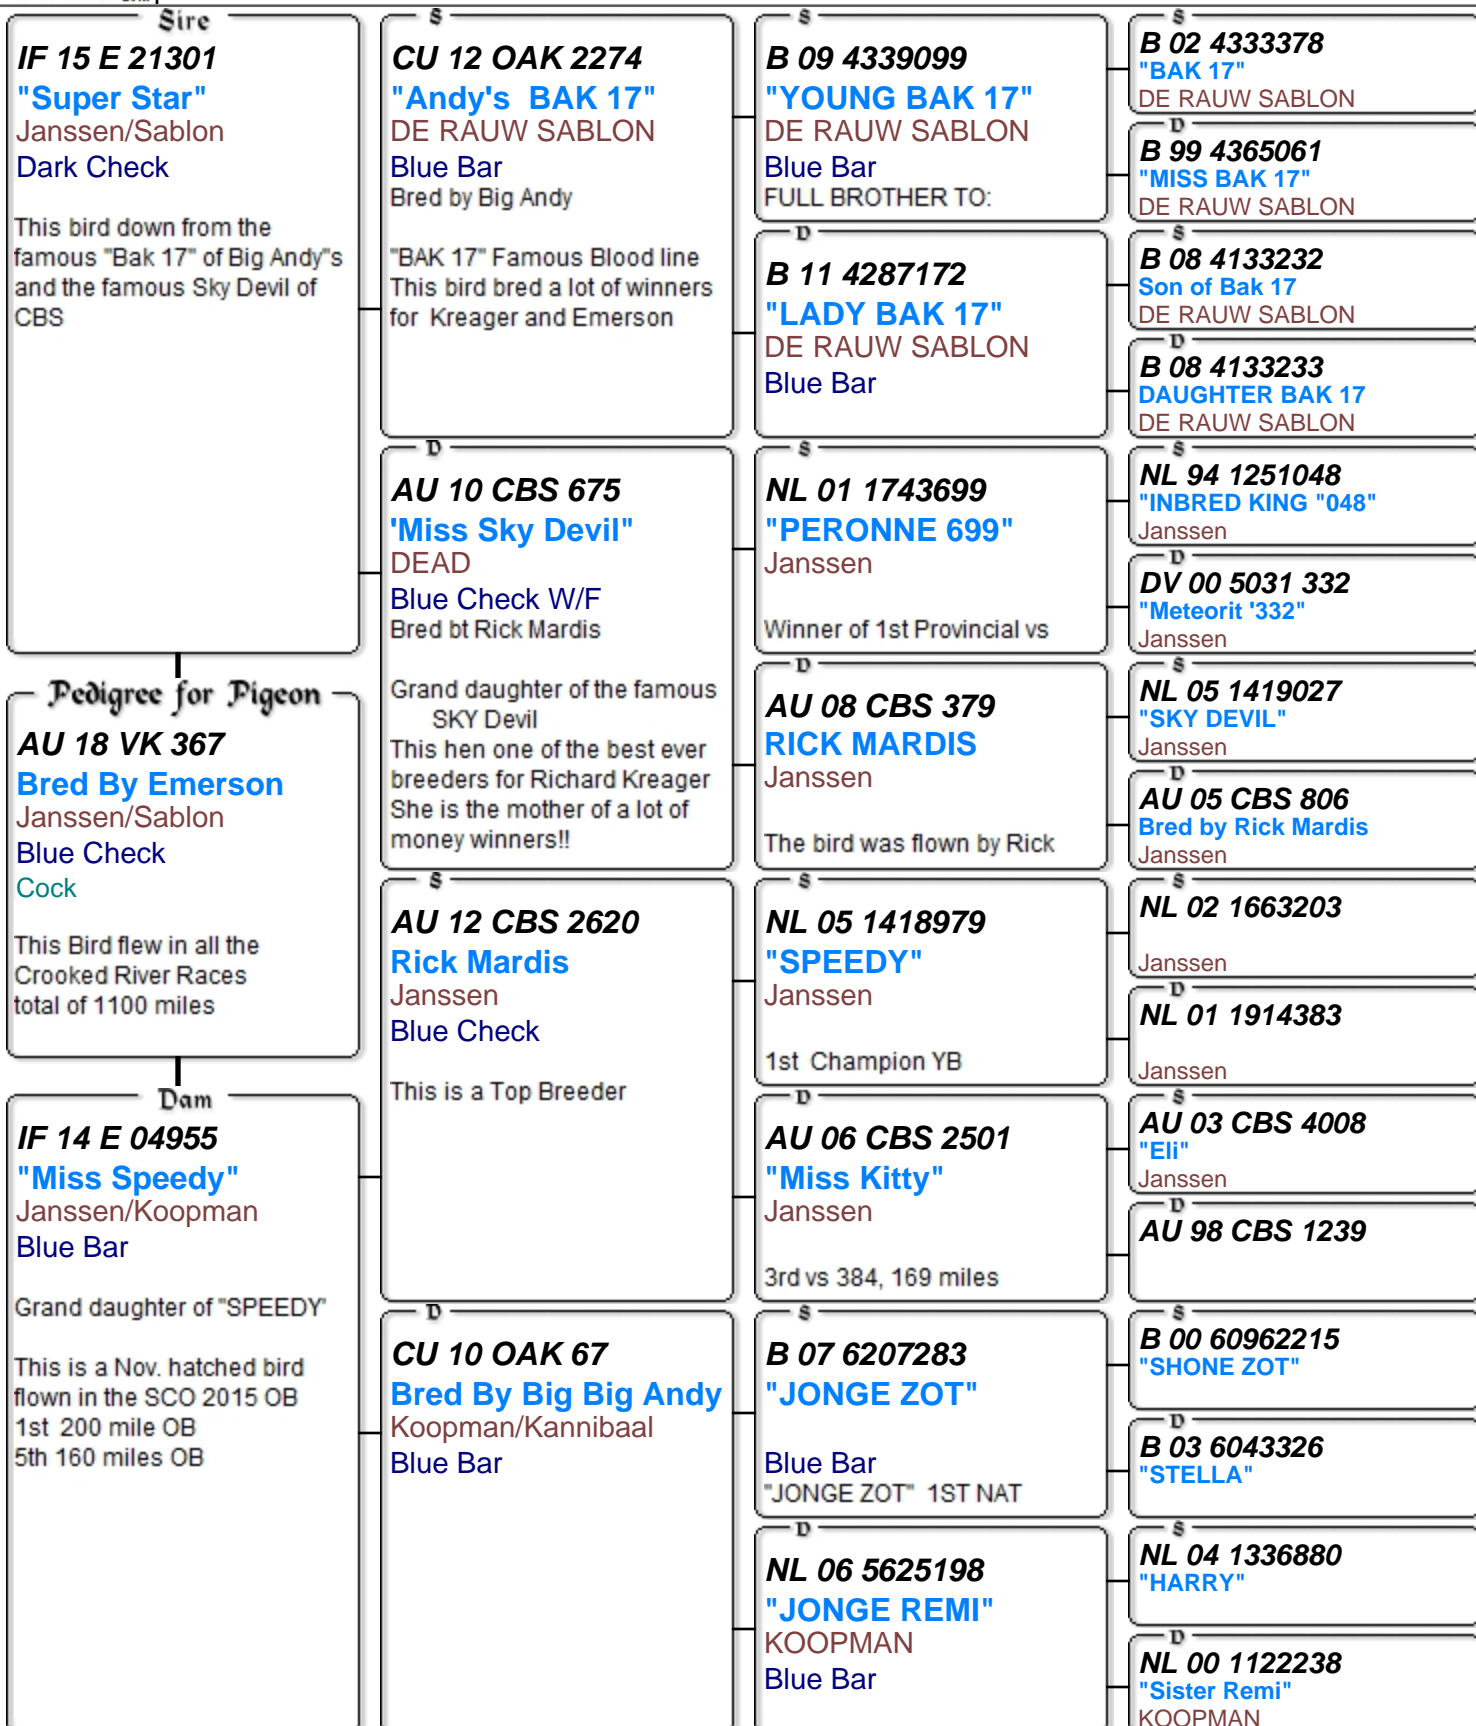 Sire
IF 15 E 21301
"Super Star"
Janssen/Sablon
Dark Check
This bird down from the
famous "Bak 17" of Big Andy"s
and the famous Sky Devil of
CBS
Pedigree for Pigeon
AU 18 VK 367
Bred By Emerson
Janssen/Sablon
Blue Check
Cock
This Bird flew in all the
Crooked River Races
total of 1100 miles
Dam
IF 14 E 04955
"Miss Speedy"
Janssen/Koopman
Blue Bar
Grand daughter of "SPEEDY'
This is a Nov. hatched bird
flown in the SCO 2015 OB
1st 200 mile OB
5th 160 miles OB
S
CU 12 OAK 2274
"Andy's BAK 17"
DE RAUW SABLON
Blue Bar
Bred by Big Andy
"BAK 17" Famous Blood line
This bird bred a lot of winners
for Kreager and Emerson
D
AU 10 CBS 675
'Miss Sky Devil"
DEAD
Blue Check W/F
Bred bt Rick Mardis
Grand daughter of the famous
SKY Devil
This hen one of the best ever
breeders for Richard Kreager
She is the mother of a lot of
money winners!!
S
AU 12 CBS 2620
Rick Mardis
Janssen
Blue Check
This is a Top Breeder
D
CU 10 OAK 67
Bred By Big Big Andy
Koopman/Kannibaal
Blue Bar
S
B 09 4339099
"YOUNG BAK 17"
DE RAUW SABLON
Blue Bar
FULL BROTHER TO:
D
B 11 4287172
"LADY BAK 17"
DE RAUW SABLON
Blue Bar
S
NL 01 1743699
"PERONNE 699"
Janssen
Winner of 1st Provincial vs
D
AU 08 CBS 379
RICK MARDIS
Janssen
The bird was flown by Rick
S
NL 05 1418979
"SPEEDY"
Janssen
1st Champion YB
D
AU 06 CBS 2501
"Miss Kitty"
Janssen
3rd vs 384, 169 miles
S
B 07 6207283
"JONGE ZOT"
Blue Bar
"JONGE ZOT" 1ST NAT
D
NL 06 5625198
"JONGE REMI"
KOOPMAN
Blue Bar
S
B 02 4333378
"BAK 17"
DE RAUW SABLON
D
B 99 4365061
"MISS BAK 17"
DE RAUW SABLON
S
B 08 4133232
Son of Bak 17
DE RAUW SABLON
D
B 08 4133233
DAUGHTER BAK 17
DE RAUW SABLON
S
NL 94 1251048
"INBRED KING "048"
Janssen
D
DV 00 5031 332
"Meteorit '332"
Janssen
S
NL 05 1419027
"SKY DEVIL"
Janssen
D
AU 05 CBS 806
Bred by Rick Mardis
Janssen
S
NL 02 1663203
Janssen
D
NL 01 1914383
Janssen
S
AU 03 CBS 4008
"Eli"
Janssen
D
AU 98 CBS 1239
S
B 00 60962215
"SHONE ZOT"
D
B 03 6043326
"STELLA"
S
NL 04 1336880
"HARRY"
D
NL 00 1122238
"Sister Remi"
KOOPMAN